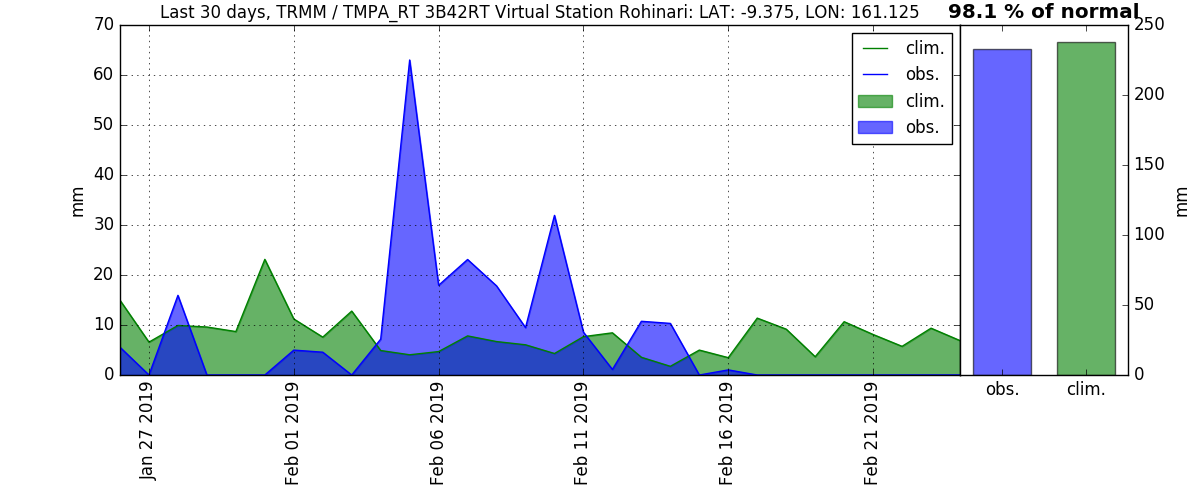 Last 30 days, TRMM / TMPA_RT 3B42RT Virtual Station Rohinari: LAT: -9.375, LON: 161.125
98.1 % of normal
70
60
50
40
30
20
10
0
mm
clim.
obs.
clim.
obs.
Jan 27 2019
Feb 01 2019
Feb 06 2019
Feb 11 2019
Feb 16 2019
Feb 21 2019
250
200
150
100
50
0
mm
obs.
clim.